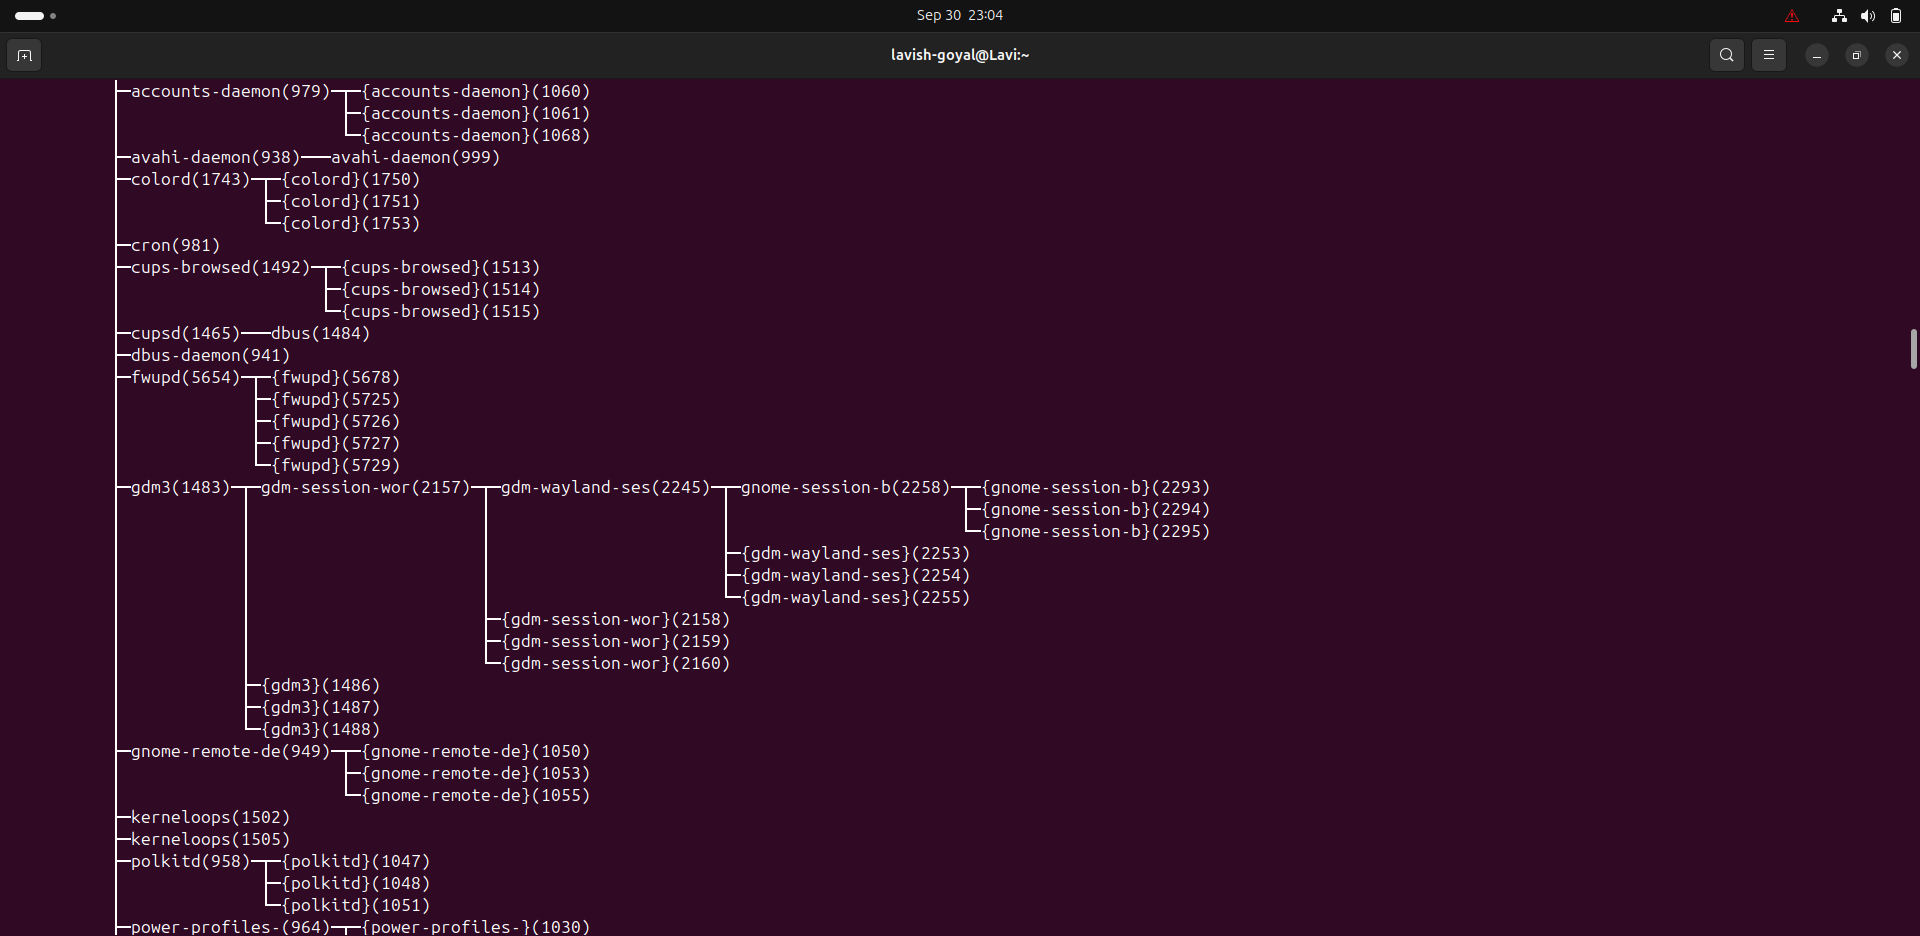 Sep 30 23:04
lavish-goyal@Lavi:~
├─accounts-daemon(979)─┬─{accounts-daemon}(1060)
├─{accounts-daemon}(1061)
└─{accounts-daemon}(1068)
├─avahi-daemon(938)───avahi-daemon(999)
├─colord(1743)─┬─{colord}(1750)
├─{colord}(1751)
└─{colord}(1753)
├─cron(981)
├─cups-browsed(1492)─┬─{cups-browsed}(1513)
├─{cups-browsed}(1514)
└─{cups-browsed}(1515)
├─cupsd(1465)───dbus(1484)
├─dbus-daemon(941)
├─fwupd(5654)─┬─{fwupd}(5678)
├─{fwupd}(5725)
├─{fwupd}(5726)
├─{fwupd}(5727)
└─{fwupd}(5729)
├─gdm3(1483)─┬─gdm-session-wor(2157)─┬─gdm-wayland-ses(2245)─┬─gnome-session-b(2258)─┬─{gnome-session-b}(2293)
├─{gnome-session-b}(2294)
└─{gnome-session-b}(2295)
├─{gdm-wayland-ses}(2253)
├─{gdm-wayland-ses}(2254)
└─{gdm-wayland-ses}(2255)
├─{gdm-session-wor}(2158)
├─{gdm-session-wor}(2159)
└─{gdm-session-wor}(2160)
├─{gdm3}(1486)
├─{gdm3}(1487)
└─{gdm3}(1488)
├─gnome-remote-de(949)─┬─{gnome-remote-de}(1050)
├─{gnome-remote-de}(1053)
└─{gnome-remote-de}(1055)
├─kerneloops(1502)
├─kerneloops(1505)
├─polkitd(958)─┬─{polkitd}(1047)
├─{polkitd}(1048)
└─{polkitd}(1051)
├─power-profiles-(964)─┬─{power-profiles-}(1030)